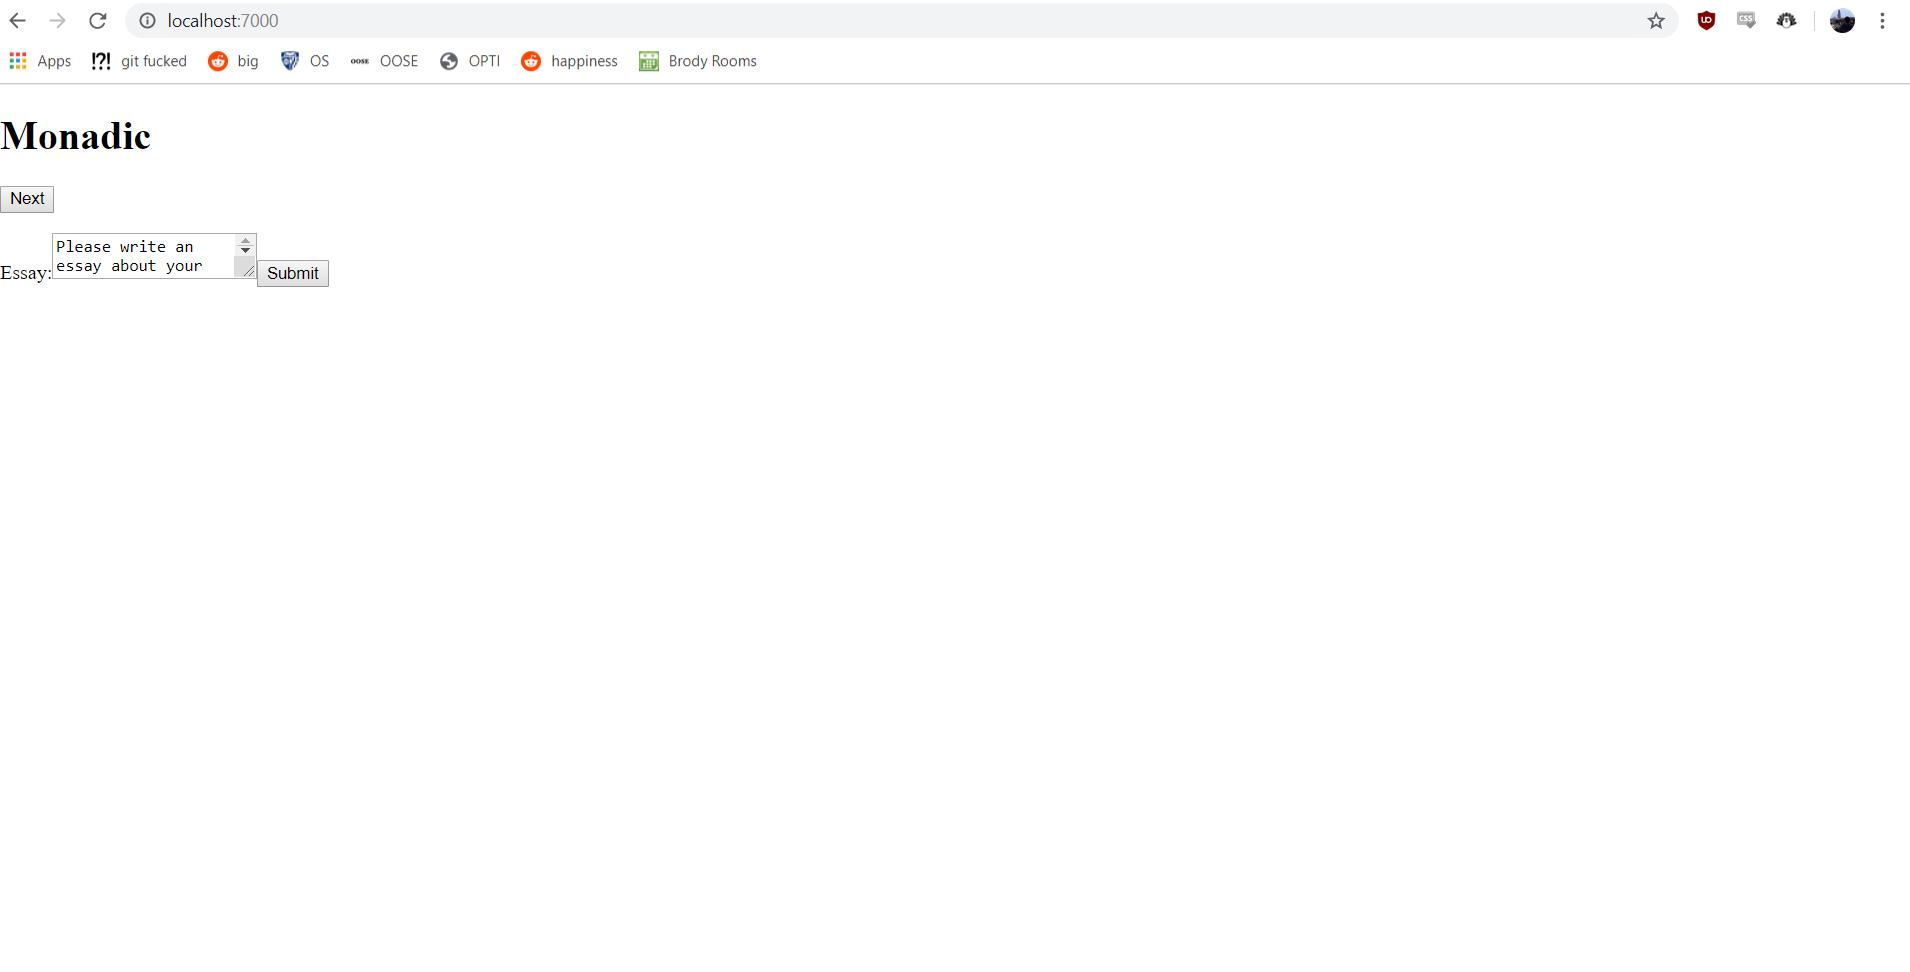 localhost:7000
Apps !?! git fucked big OS OOSE OOSE OPTI happiness Brody Rooms
Monadic
Next
Please write an
essay about your
Essay: Submit